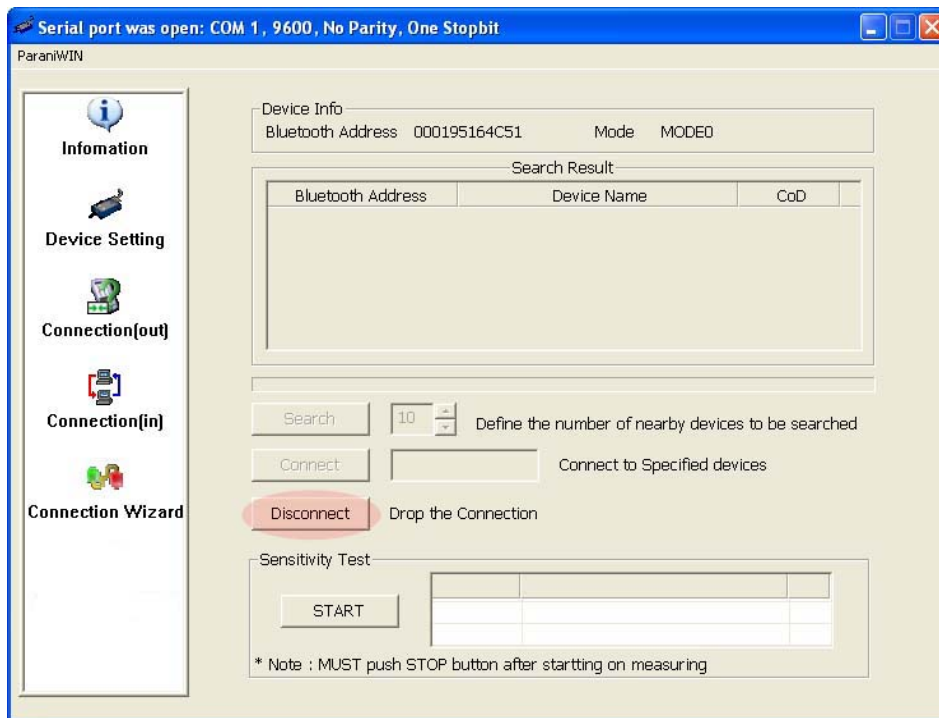 Serial port was open: COM 1, 9600, No Parity, One Stopbit
ParaniWIN
Infomation
Device Setting
Connection(out)
Connection(in)
Connection Wizard
Device Info
Bluetooth Address 000195164C51 Mode MODE0
Search Result
Bluetooth Address Device Name CoD
Search 10 Define the number of nearby devices to be searched
Connect Connect to Specified devices
Disconnect Drop the Connection
Sensitivity Test
START
* Note : MUST push STOP button after startting on measuring